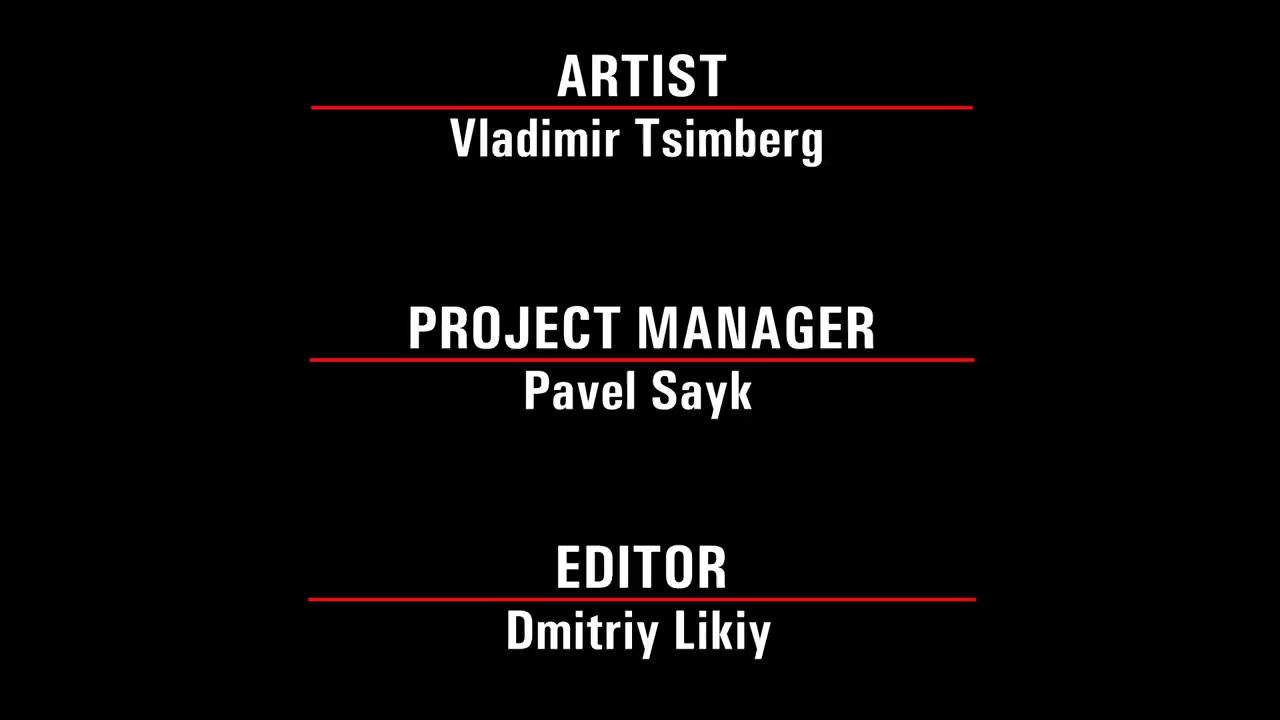 ARTIST
Vladimir Tsimberg
PROJECT MANAGER
Pavel Sayk
EDITOR
Dmitriy Likiy